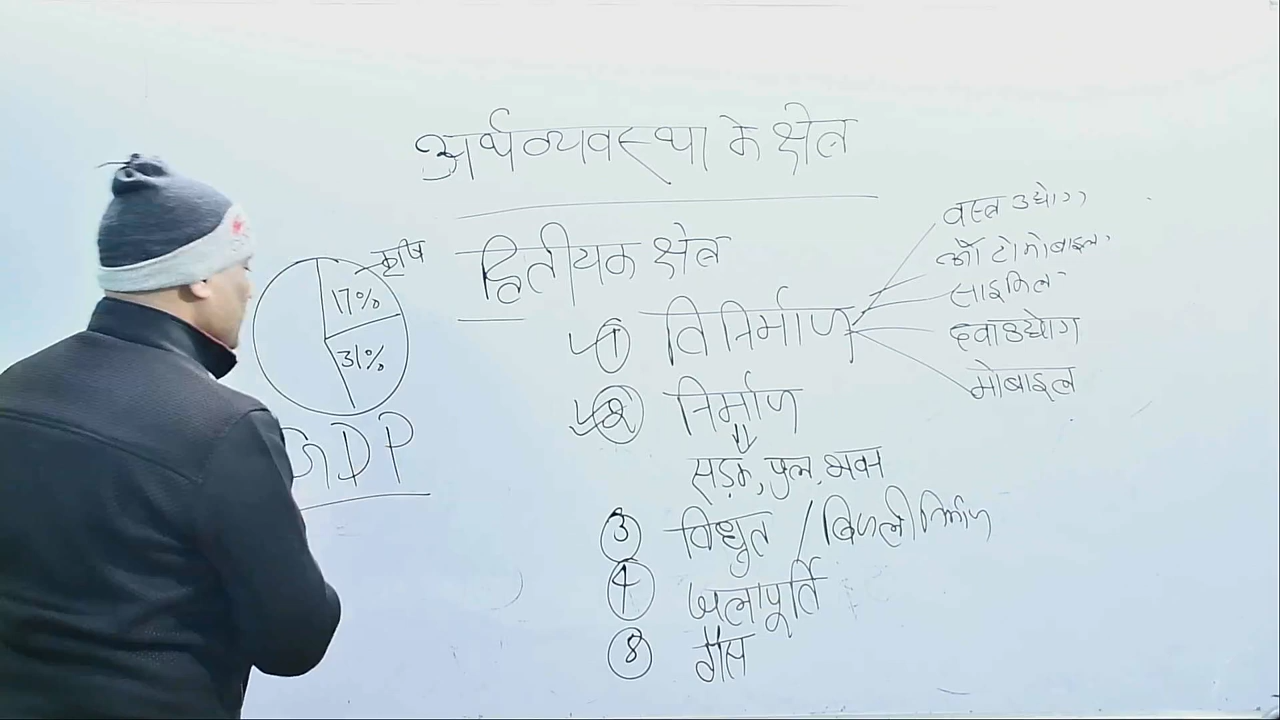 अर्थव्यवस्था के क्षेत्र
द्वितीयक क्षेत्र
① विनिर्माण
वस्त्र उद्योग
ऑटोमोबाइल
साइकिल
दवा उद्योग
मोबाइल
② निर्माण
सड़क, पुल, भवन
③ विधुत / बिजली निर्माण
④ जलापूर्ति
⑧ गैस
कृषि
17%
31%
GDP